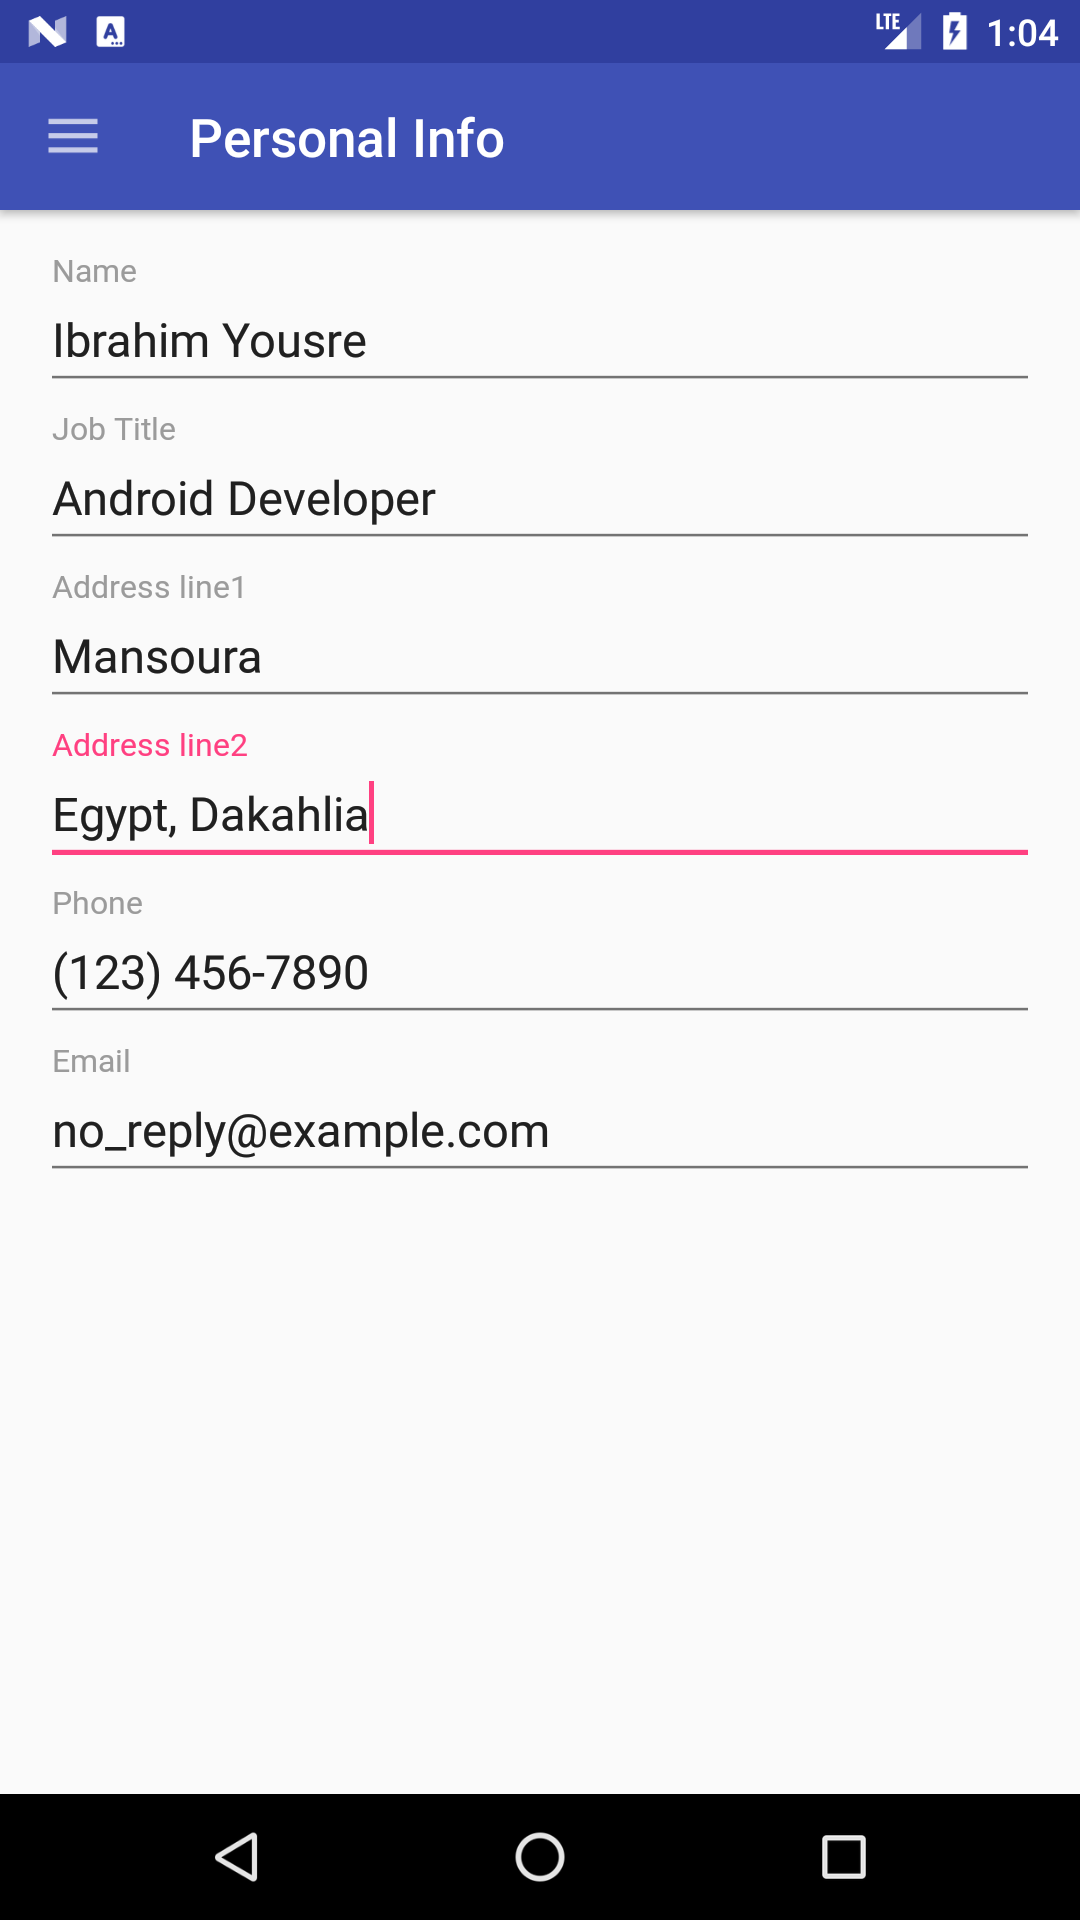 LTE 1:04
Personal Info
Name
Ibrahim Yousre
Job Title
Android Developer
Address line1
Mansoura
Address line2
Egypt, Dakahlia
Phone
(123) 456-7890
Email
no_reply@example.com